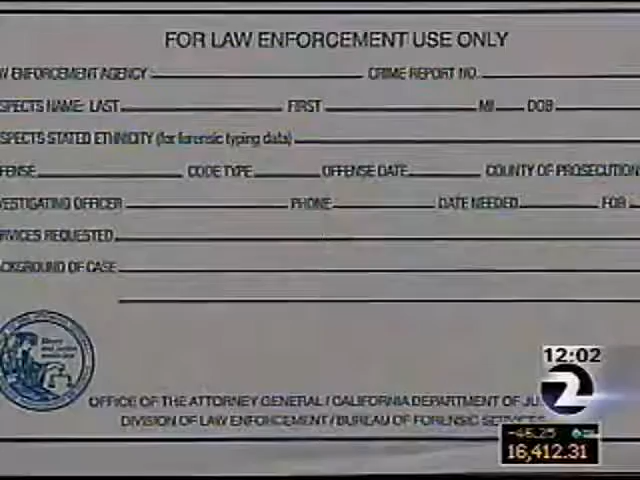 FOR LAW ENFORCEMENT USE ONLY
W ENFORCEMENT AGENCY CRIME REPORT NO.
SPECTS NAME: LAST FIRST MI DOB
SPECTS STATED ETHNICITY (for forensic typing data)
FENSE CODE TYPE OFFENSE DATE COUNTY OF PROSECUTION
VESTIGATING OFFICER PHONE DATE NEEDED FOR
RVICES REQUESTED
ACKGROUND OF CASE
OFFICE OF THE ATTORNEY GENERAL / CALIFORNIA DEPARTMENT OF JU
DIVISION OF LAW ENFORCEMENT / BUREAU OF FORENSIC SERVICES
12:02
2
-46.25
16,412.31